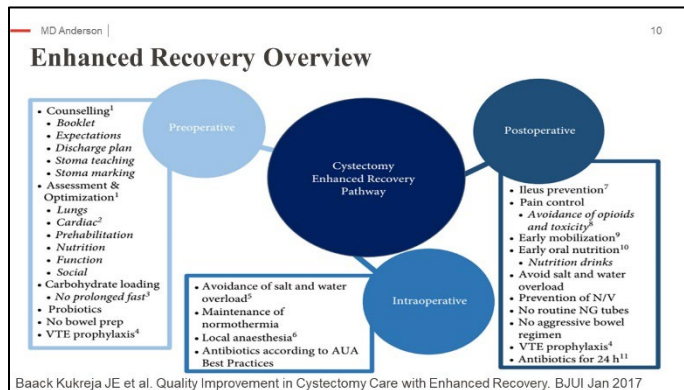 MD Anderson |
10
Enhanced Recovery Overview
Preoperative
• Counselling¹
• Booklet
• Expectations
• Discharge plan
• Stoma teaching
• Stoma marking
• Assessment &
Optimization¹
• Lungs
• Cardiac²
• Prehabilitation
• Nutrition
• Function
• Social
• Carbohydrate loading
• No prolonged fast³
• Probiotics
• No bowel prep
• VTE prophylaxis⁴
Cystectomy
Enhanced Recovery
Pathway
Intraoperative
• Avoidance of salt and water
overload⁵
• Maintenance of
normothermia
• Local anaesthesia⁶
• Antibiotics according to AUA
Best Practices
Postoperative
• Ileus prevention⁷
• Pain control
• Avoidance of opioids
and toxicity⁸
• Early mobilization⁹
• Early oral nutrition¹⁰
• Nutrition drinks
• Avoid salt and water
overload
• Prevention of N/V
• No routine NG tubes
• No aggressive bowel
regimen
• VTE prophylaxis⁴
• Antibiotics for 24 h¹¹
Baack Kukreja JE et al. Quality Improvement in Cystectomy Care with Enhanced Recovery. BJUI Jan 2017